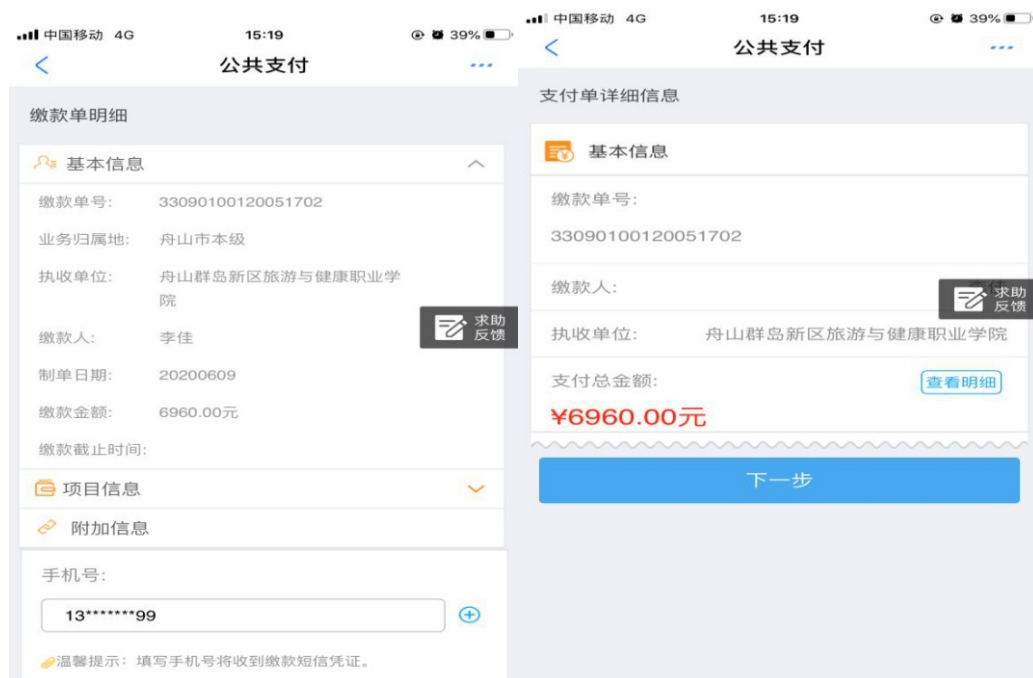 中国移动 4G 15:19 39%
公共支付
缴款单明细
基本信息
缴款单号: 33090100120051702
业务归属地: 舟山市本级
执收单位: 舟山群岛新区旅游与健康职业学
院
求助
反馈
缴款人: 李佳
制单日期: 20200609
缴款金额: 6960.00元
缴款截止时间:
项目信息
附加信息
手机号:
13*******99
温馨提示: 填写手机号将收到缴款短信凭证。
中国移动 4G 15:19 39%
公共支付
支付单详细信息
基本信息
缴款单号:
33090100120051702
缴款人:
求助
反馈
执收单位: 舟山群岛新区旅游与健康职业学院
支付总金额: 查看明细
¥6960.00元
下一步